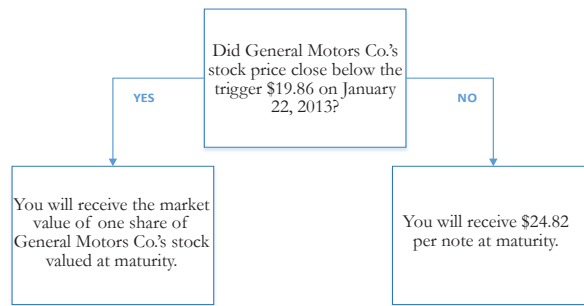 Did General Motors Co.'s
stock price close below the
trigger $19.86 on January
22, 2013?
YES
NO
You will receive the market
value of one share of
General Motors Co.'s stock
valued at maturity.
You will receive $24.82
per note at maturity.